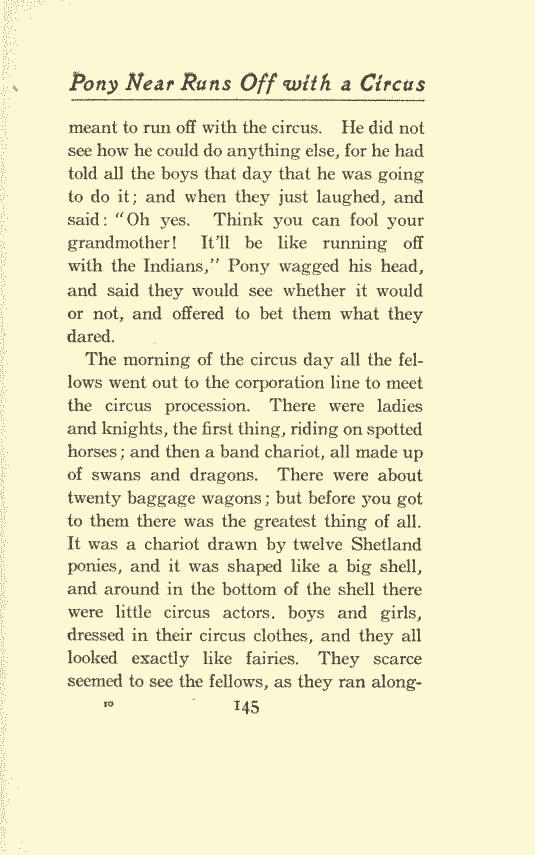 Pony Near Runs Off with a Circus
meant to run off with the circus. He did not
see how he could do anything else, for he had
told all the boys that day that he was going
to do it; and when they just laughed, and
said: "Oh yes. Think you can fool your
grandmother! It'll be like running off
with the Indians," Pony wagged his head,
and said they would see whether it would
or not, and offered to bet them what they
dared.
The morning of the circus day all the fel-
lows went out to the corporation line to meet
the circus procession. There were ladies
and knights, the first thing, riding on spotted
horses; and then a band chariot, all made up
of swans and dragons. There were about
twenty baggage wagons; but before you got
to them there was the greatest thing of all.
It was a chariot drawn by twelve Shetland
ponies, and it was shaped like a big shell,
and around in the bottom of the shell there
were little circus actors. boys and girls,
dressed in their circus clothes, and they all
looked exactly like fairies. They scarce
seemed to see the fellows, as they ran along-
10 145